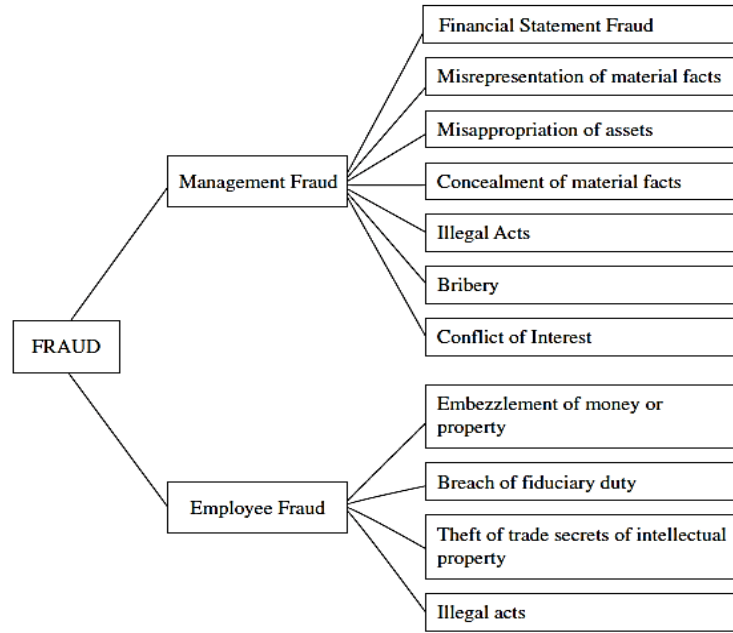 Financial Statement Fraud
Misrepresentation of material facts
Misappropriation of assets
Management Fraud
Concealment of material facts
Illegal Acts
Bribery
Conflict of Interest
FRAUD
Embezzlement of money or
property
Breach of fiduciary duty
Employee Fraud
Theft of trade secrets of intellectual
property
Illegal acts